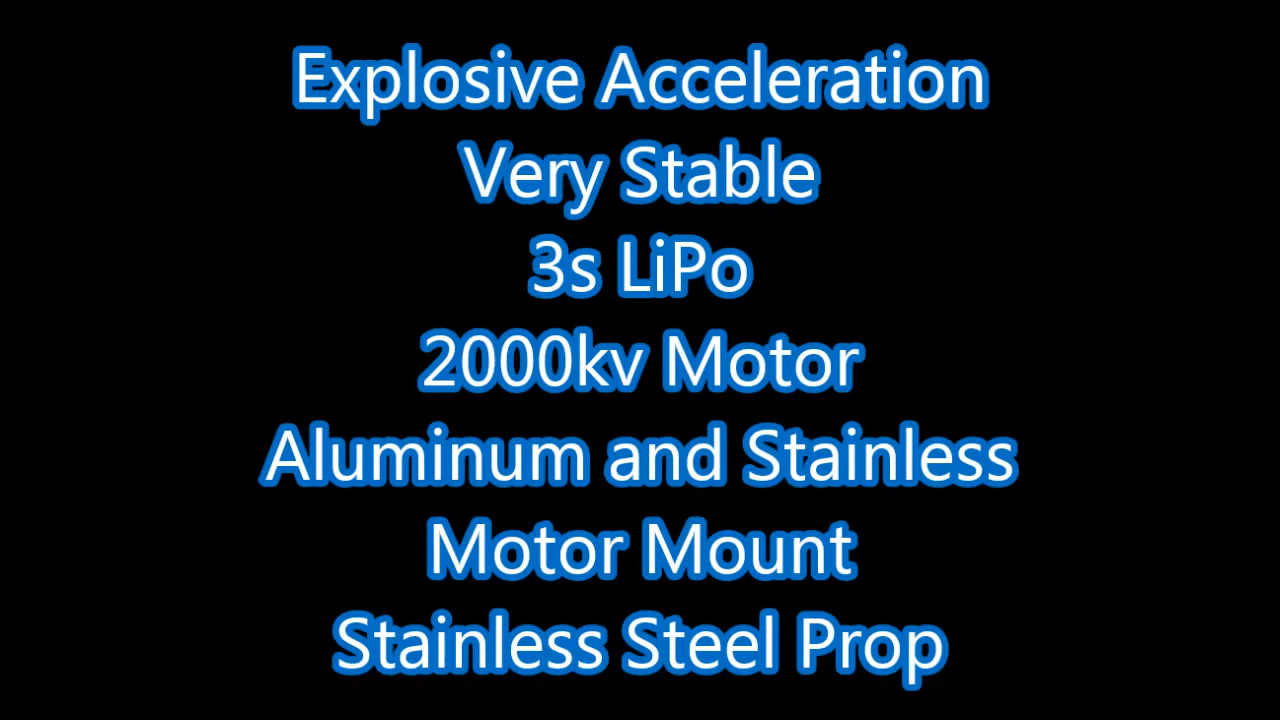 Explosive Acceleration
Very Stable
3s LiPo
2000kv Motor
Aluminum and Stainless
Motor Mount
Stainless Steel Prop